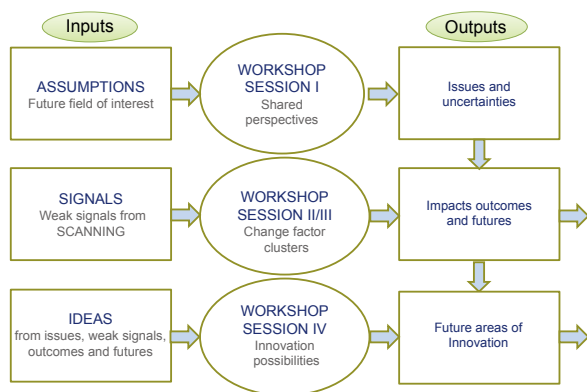 Inputs
Outputs
ASSUMPTIONS
Future field of interest
WORKSHOP
SESSION I
Shared
perspectives
Issues and
uncertainties
SIGNALS
Weak signals from
SCANNING
WORKSHOP
SESSION II/III
Change factor
clusters
Impacts outcomes
and futures
IDEAS
from issues, weak signals,
outcomes and futures
WORKSHOP
SESSION IV
Innovation
possibilities
Future areas of
Innovation